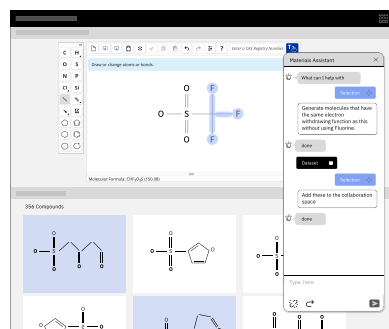 C H
O S
N P
Cl Si
Enter a CAS Registry Number,
Draw or change atoms or bonds.
O F
O S F
O F
Molecular Formula: CHF₃O₃S (150.08)
356 Compounds
O O O O
O S
O
O
O S O
O
O
O
O
O S O
O
Materials Assistant
What can I help with
Selection
Generate molecules that have
the same electron
withdrawing function as this
without using Fluorine.
done
Dataset
Selection
Add these to the collaboration
space
done
Type here